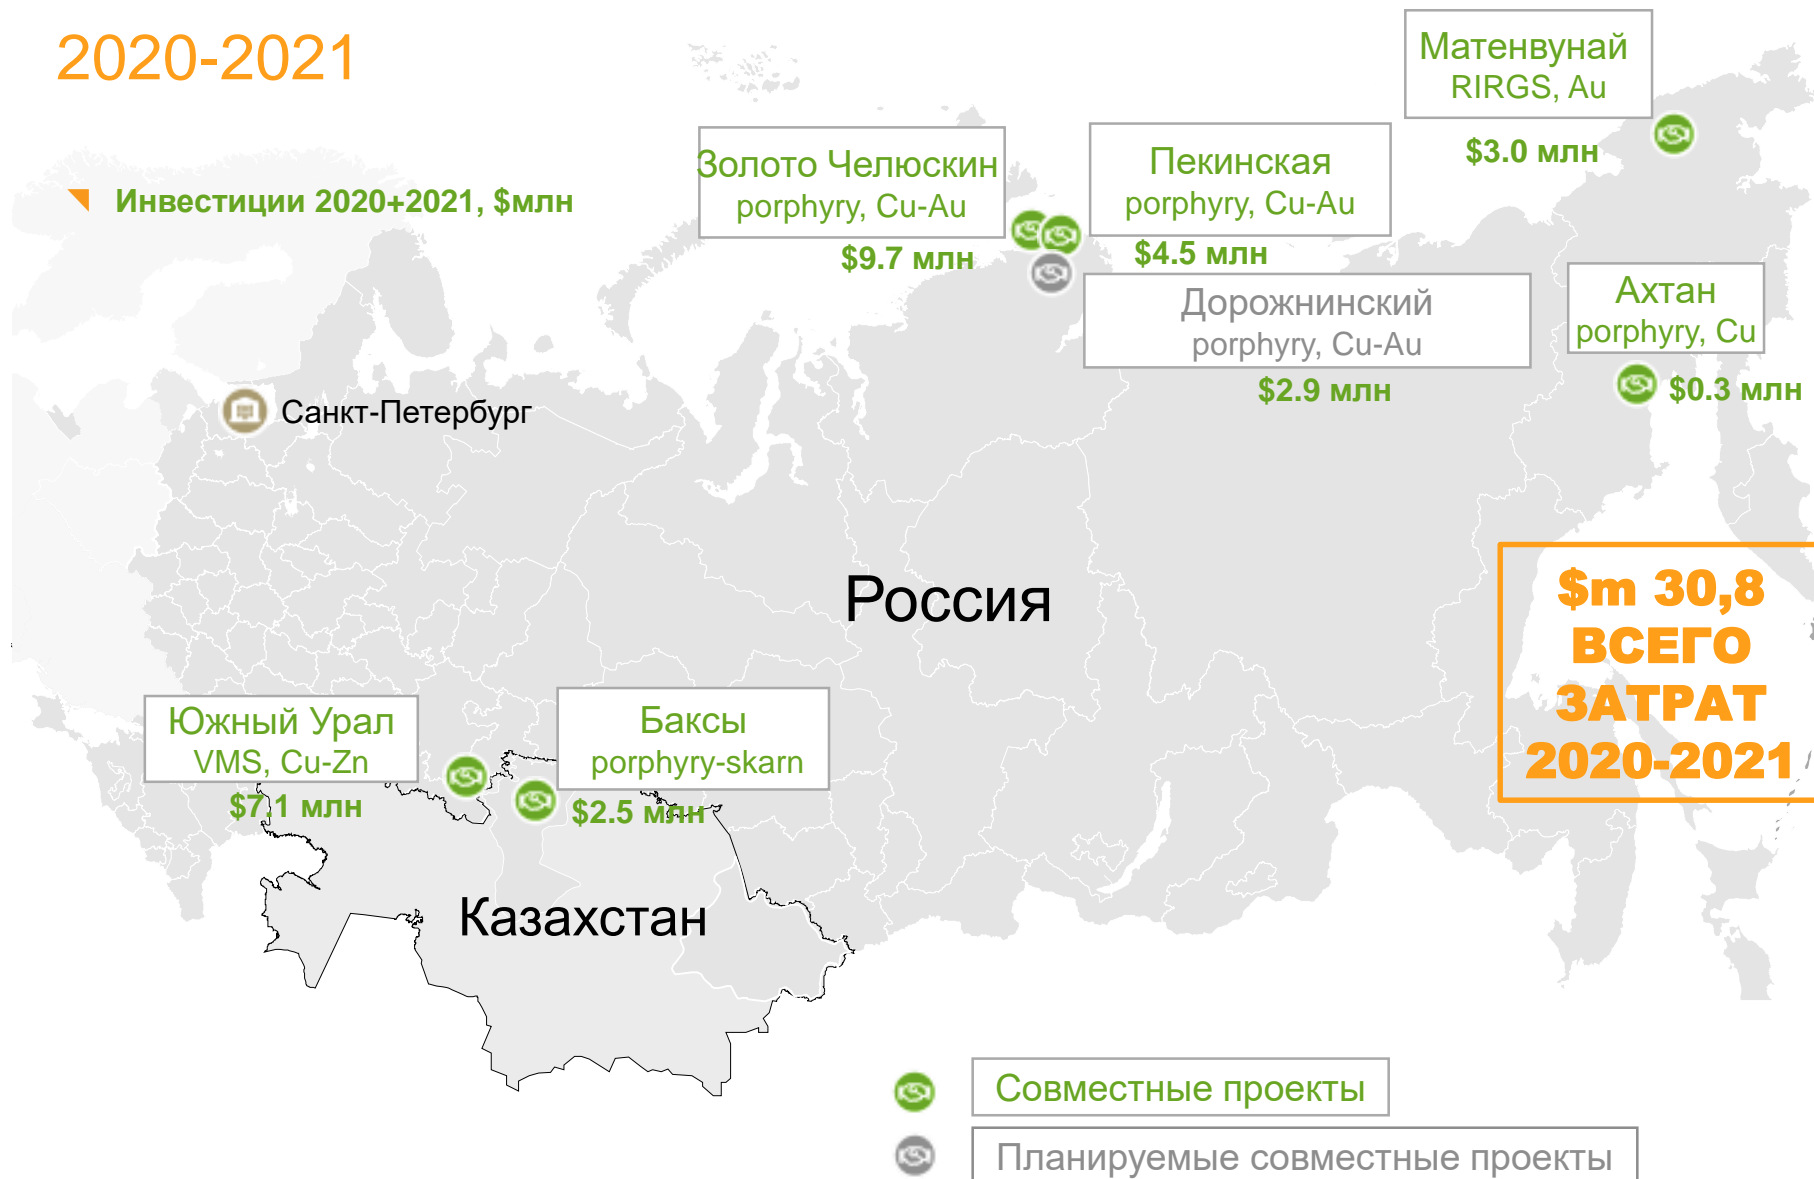 2020-2021
Инвестиции 2020+2021, $млн
Матенвунай
RIRGS, Au
$3.0 млн
Золото Челюскин
porphyry, Cu-Au
$9.7 млн
Пекинская
porphyry, Cu-Au
$4.5 млн
Дорожнинский
porphyry, Cu-Au
$2.9 млн
Ахтан
porphyry, Cu
$0.3 млн
Санкт-Петербург
Россия
$m 30,8
ВСЕГО
ЗАТРАТ
2020-2021
Южный Урал
VMS, Cu-Zn
$7.1 млн
Баксы
porphyry-skarn
$2.5 млн
Казахстан
Совместные проекты
Планируемые совместные проекты